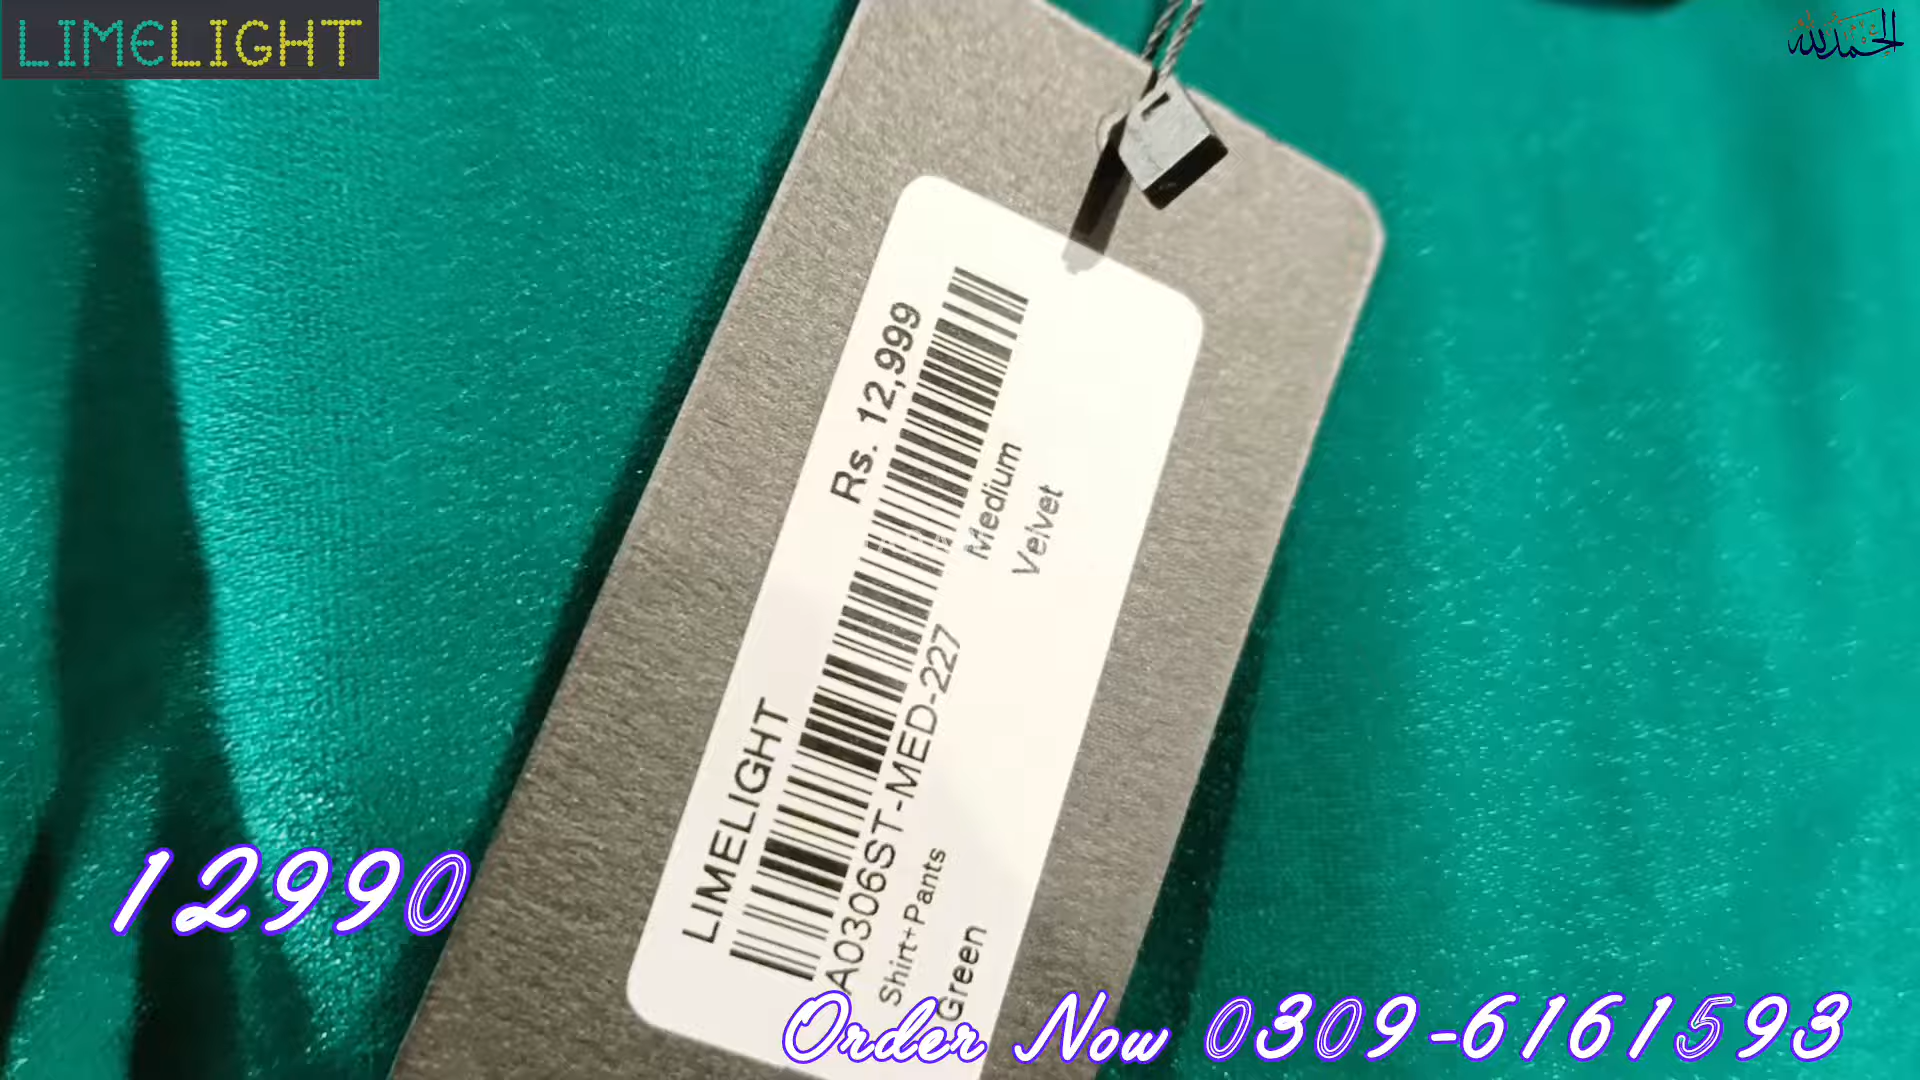 LIMELIGHT
الحمدلله
LIMELIGHT Rs. 12,999
A0306ST-MED-227
Shirt+Pants Medium
Green Velvet
12990
Order Now 0309-6161593